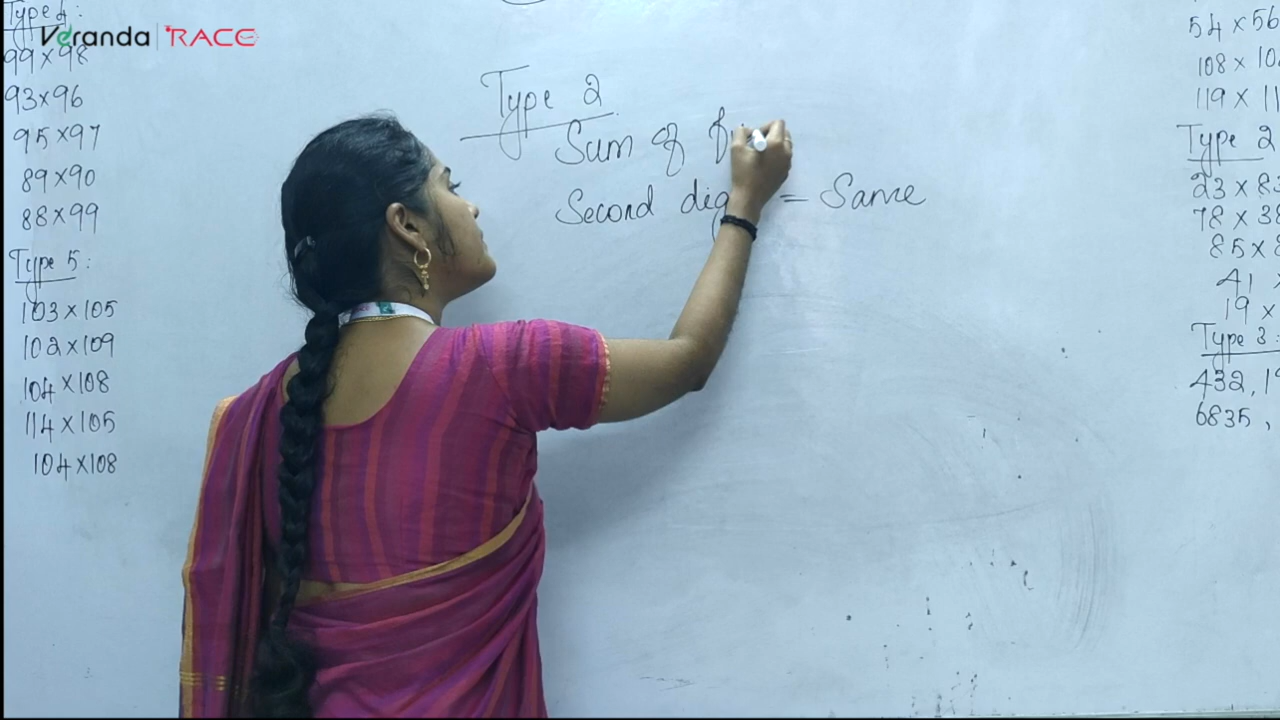 Type 4:
Veranda RACE
99×98
93×96
95×97
89×90
88×99
Type 5:
103×105
102×109
104×108
114×105
104×108
Type 2
Sum of
Second = Same
54×56
108×10
119×11
Type 2
23×83
78×38
85×8
41
19×
Type 3:
432, 19
6835,